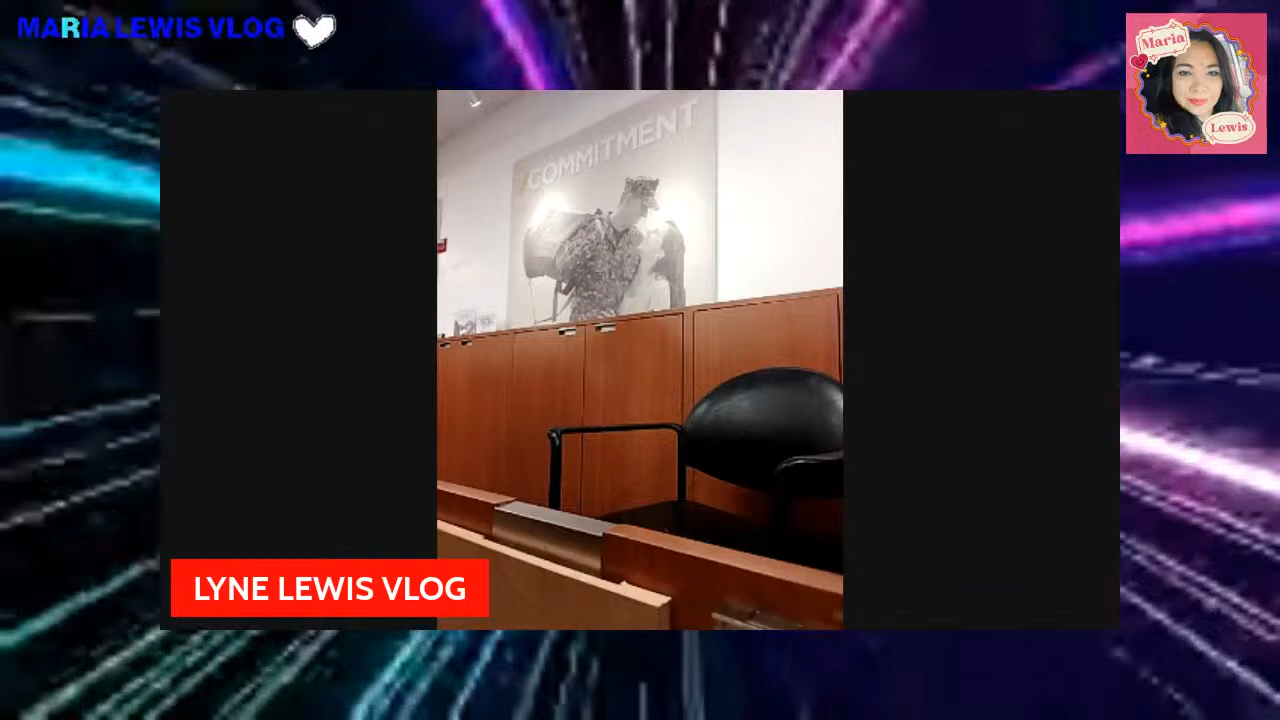 MARIA LEWIS VLOG
Maria
Lewis
COMMITMENT
LYNE LEWIS VLOG